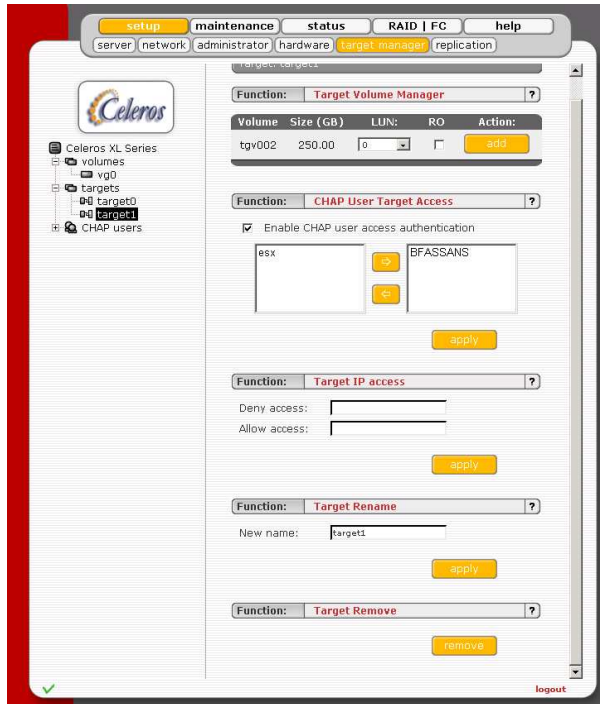 setup maintenance status RAID | FC help
server network administrator hardware target manager replication
Target: target1
Celeros
Celeros XL Series
volumes
vg0
targets
target0
target1
CHAP users
Function: Target Volume Manager ?
Volume Size (GB) LUN: RO Action:
tgv002 250.00 0 add
Function: CHAP User Target Access ?
Enable CHAP user access authentication
esx BFASSANS
apply
Function: Target IP access ?
Deny access:
Allow access:
apply
Function: Target Rename ?
New name: target1
apply
Function: Target Remove ?
remove
logout